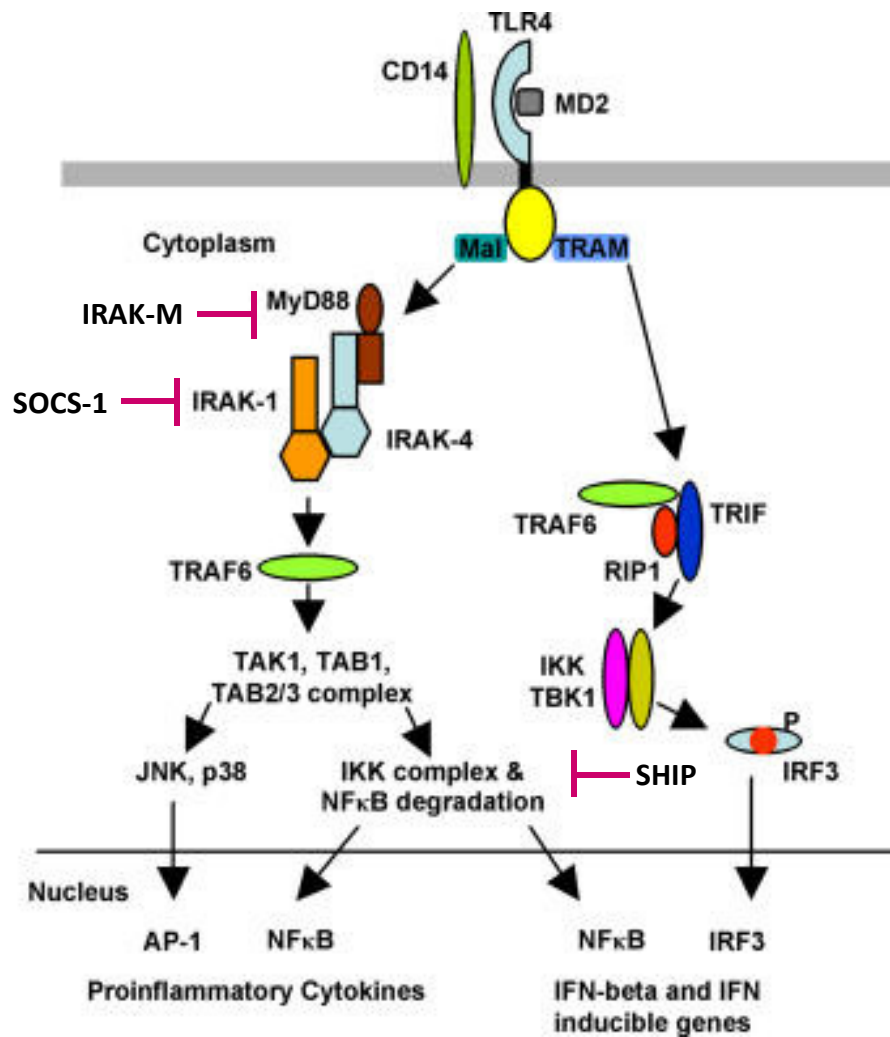 TLR4
CD14
MD2
Cytoplasm
Mal
TRAM
IRAK-M
MyD88
SOCS-1
IRAK-1
IRAK-4
TRAF6
TRIF
RIP1
TRAF6
TAK1, TAB1,
TAB2/3 complex
IKK
TBK1
P
IRF3
JNK, p38
IKK complex &
NFκB degradation
SHIP
Nucleus
AP-1
NFκB
NFκB
IRF3
Proinflammatory Cytokines
IFN-beta and IFN
inducible genes